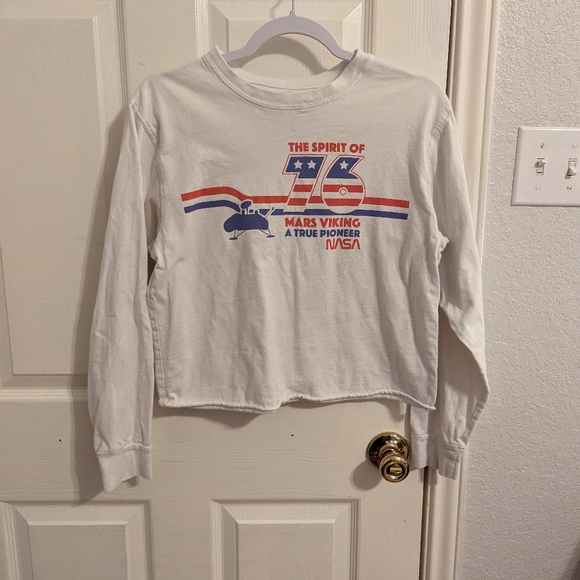 THE SPIRIT OF
76
MARS VIKING
A TRUE PIONEER
NASA